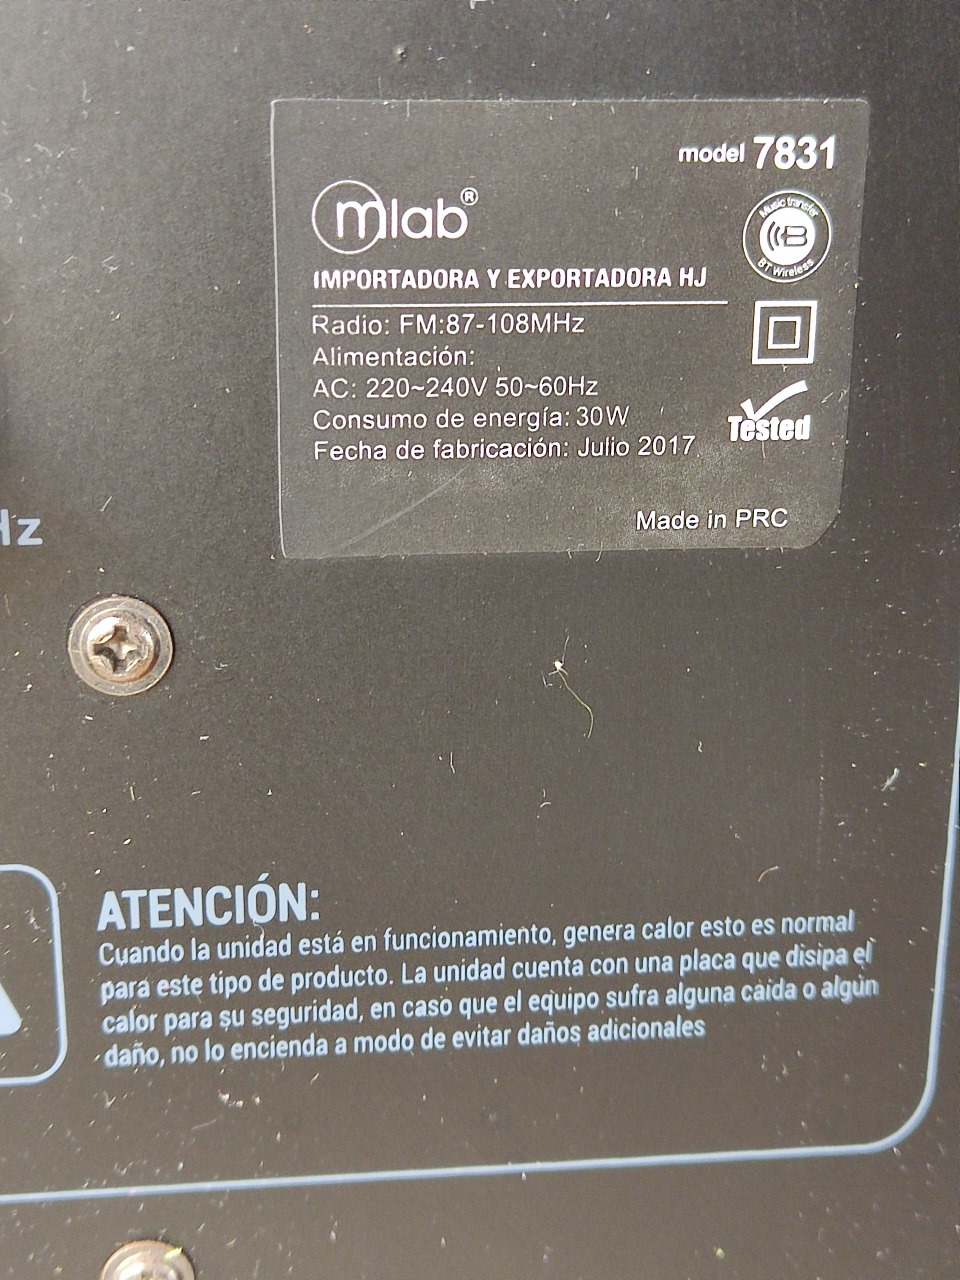 model 7831
mlab®
Music transfer
BT Wireless
IMPORTADORA Y EXPORTADORA HJ
Radio: FM:87-108MHz
Alimentación:
AC: 220~240V 50~60Hz
Consumo de energía: 30W
Tested
Fecha de fabricación: Julio 2017
Made in PRC
Hz
ATENCIÓN:
Cuando la unidad está en funcionamiento, genera calor esto es normal
para este tipo de producto. La unidad cuenta con una placa que disipa el
calor para su seguridad, en caso que el equipo sufra alguna caída o algún
daño, no lo encienda a modo de evitar daños adicionales